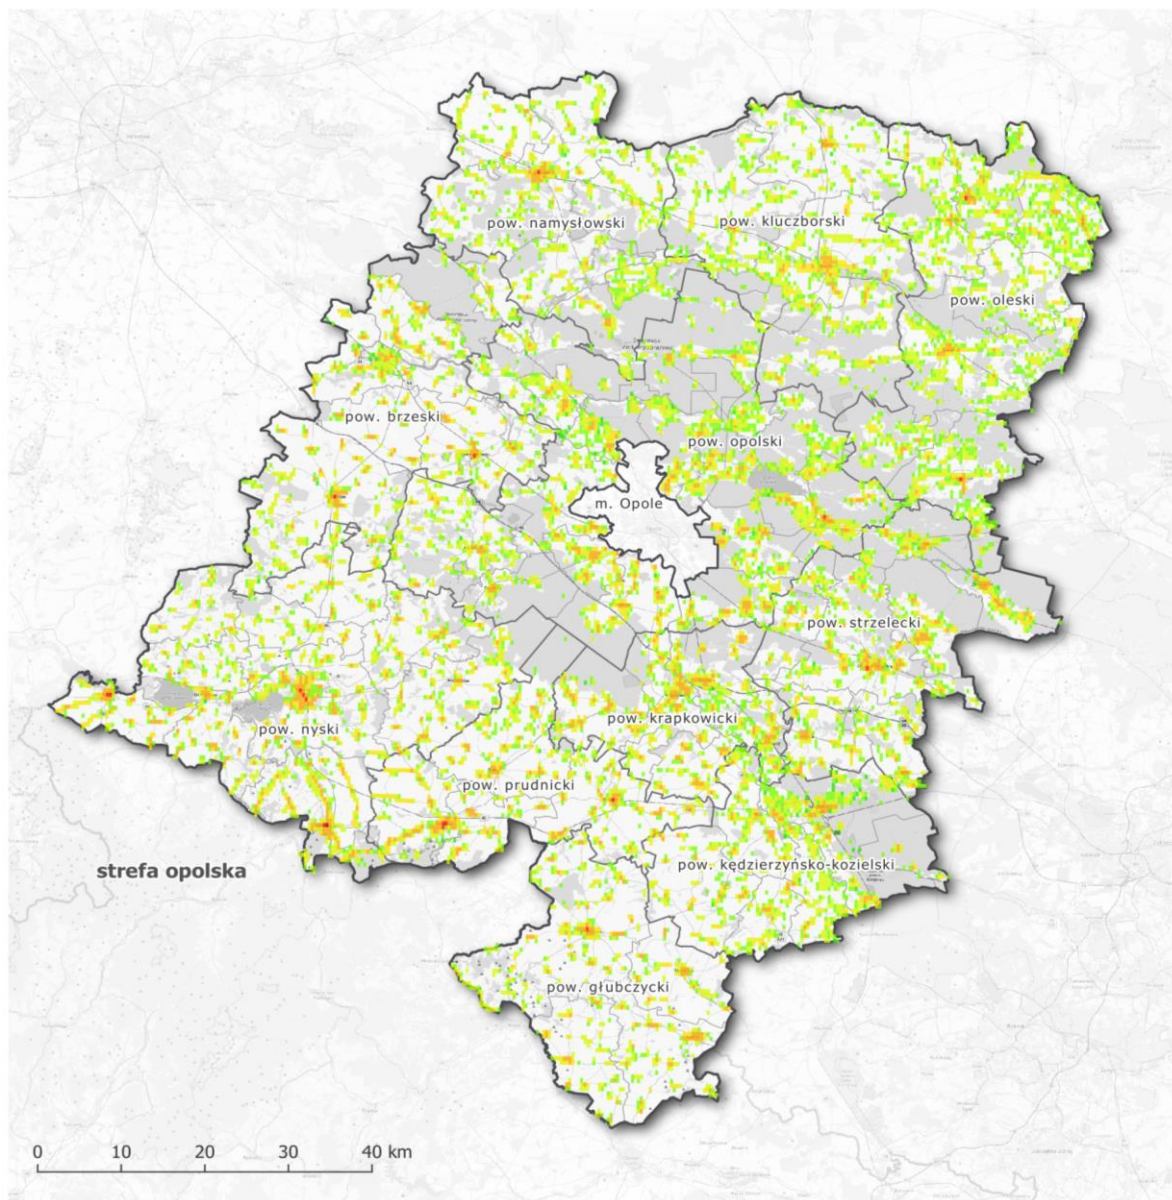 pow. namysłowski
pow. kluczborski
pow. oleski
pow. brzeski
pow. opolski
m. Opole
pow. strzelecki
pow. krapkowicki
pow. nyski
pow. prudnicki
pow. kędzierzyńsko-kozielski
strefa opolska
pow. głubczycki
0 10 20 30 40 km